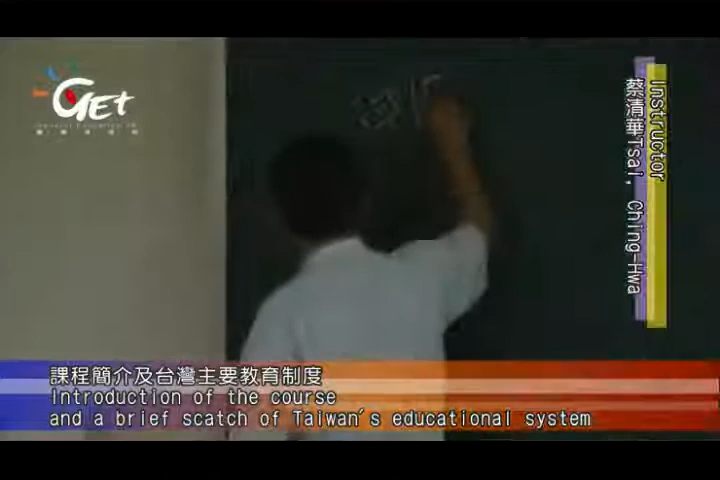 GEt
Instructor
蔡清華Tsai, Ching-Hwa
課程簡介及台灣主要教育制度
Introduction of the course
and a brief scatch of Taiwan's educational system